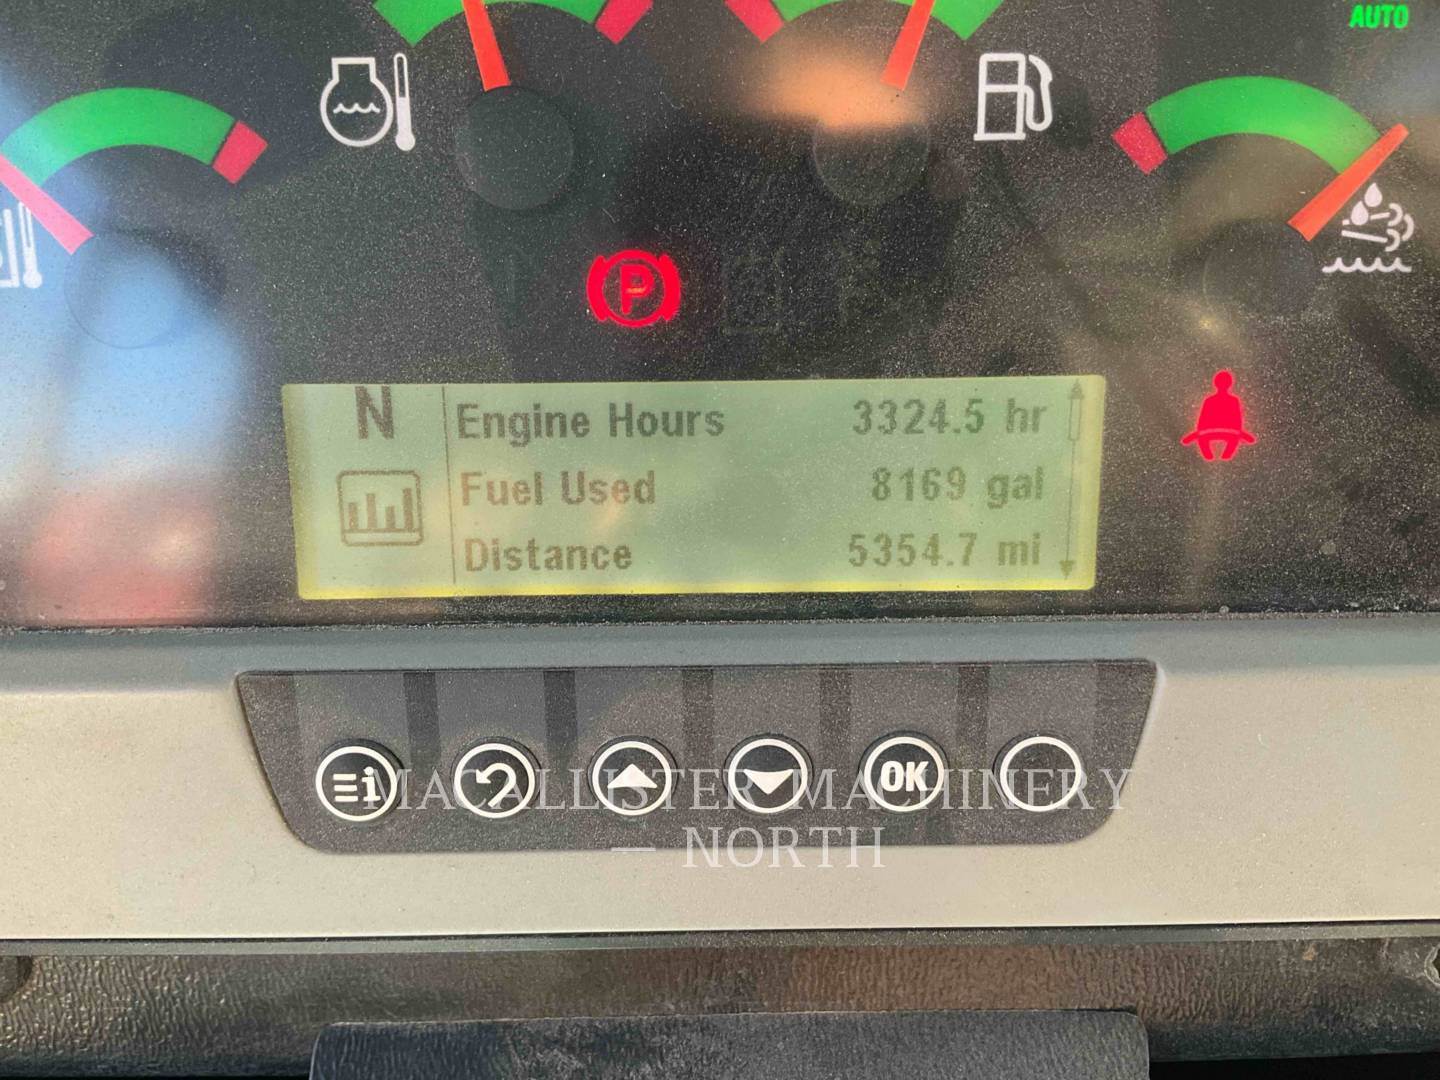 AUTO
P
N
Engine Hours 3324.5 hr
Fuel Used 8169 gal
Distance 5354.7 mi
i OK
MACALLISTER MACHINERY
— NORTH